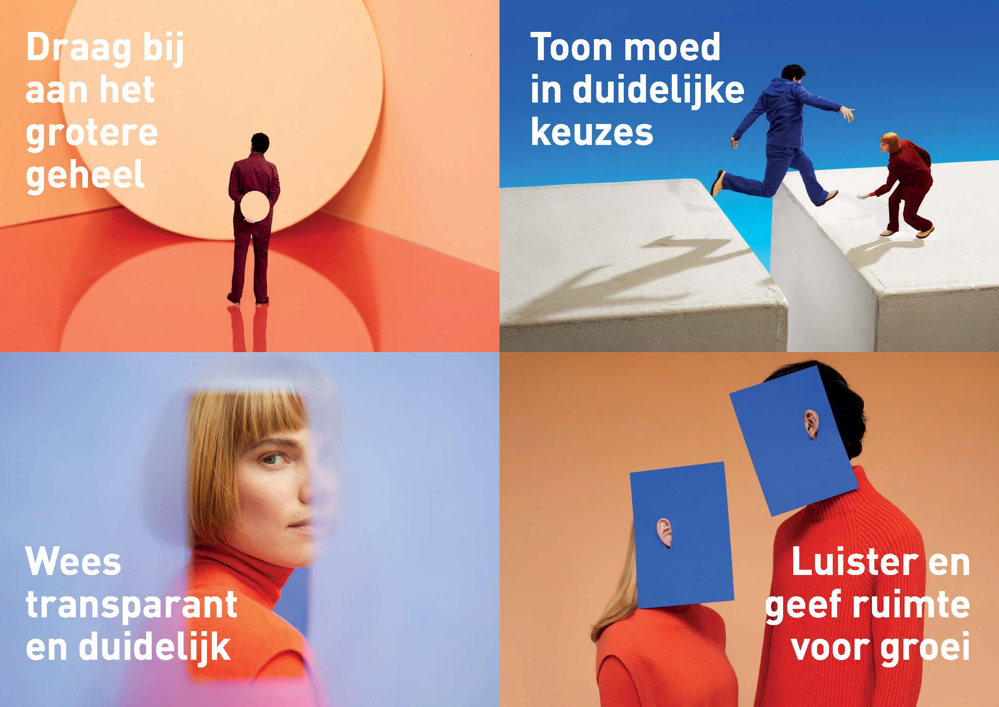 Draag bij
aan het
grotere
geheel
Toon moed
in duidelijke
keuzes
Wees
transparant
en duidelijk
Luister en
geef ruimte
voor groei